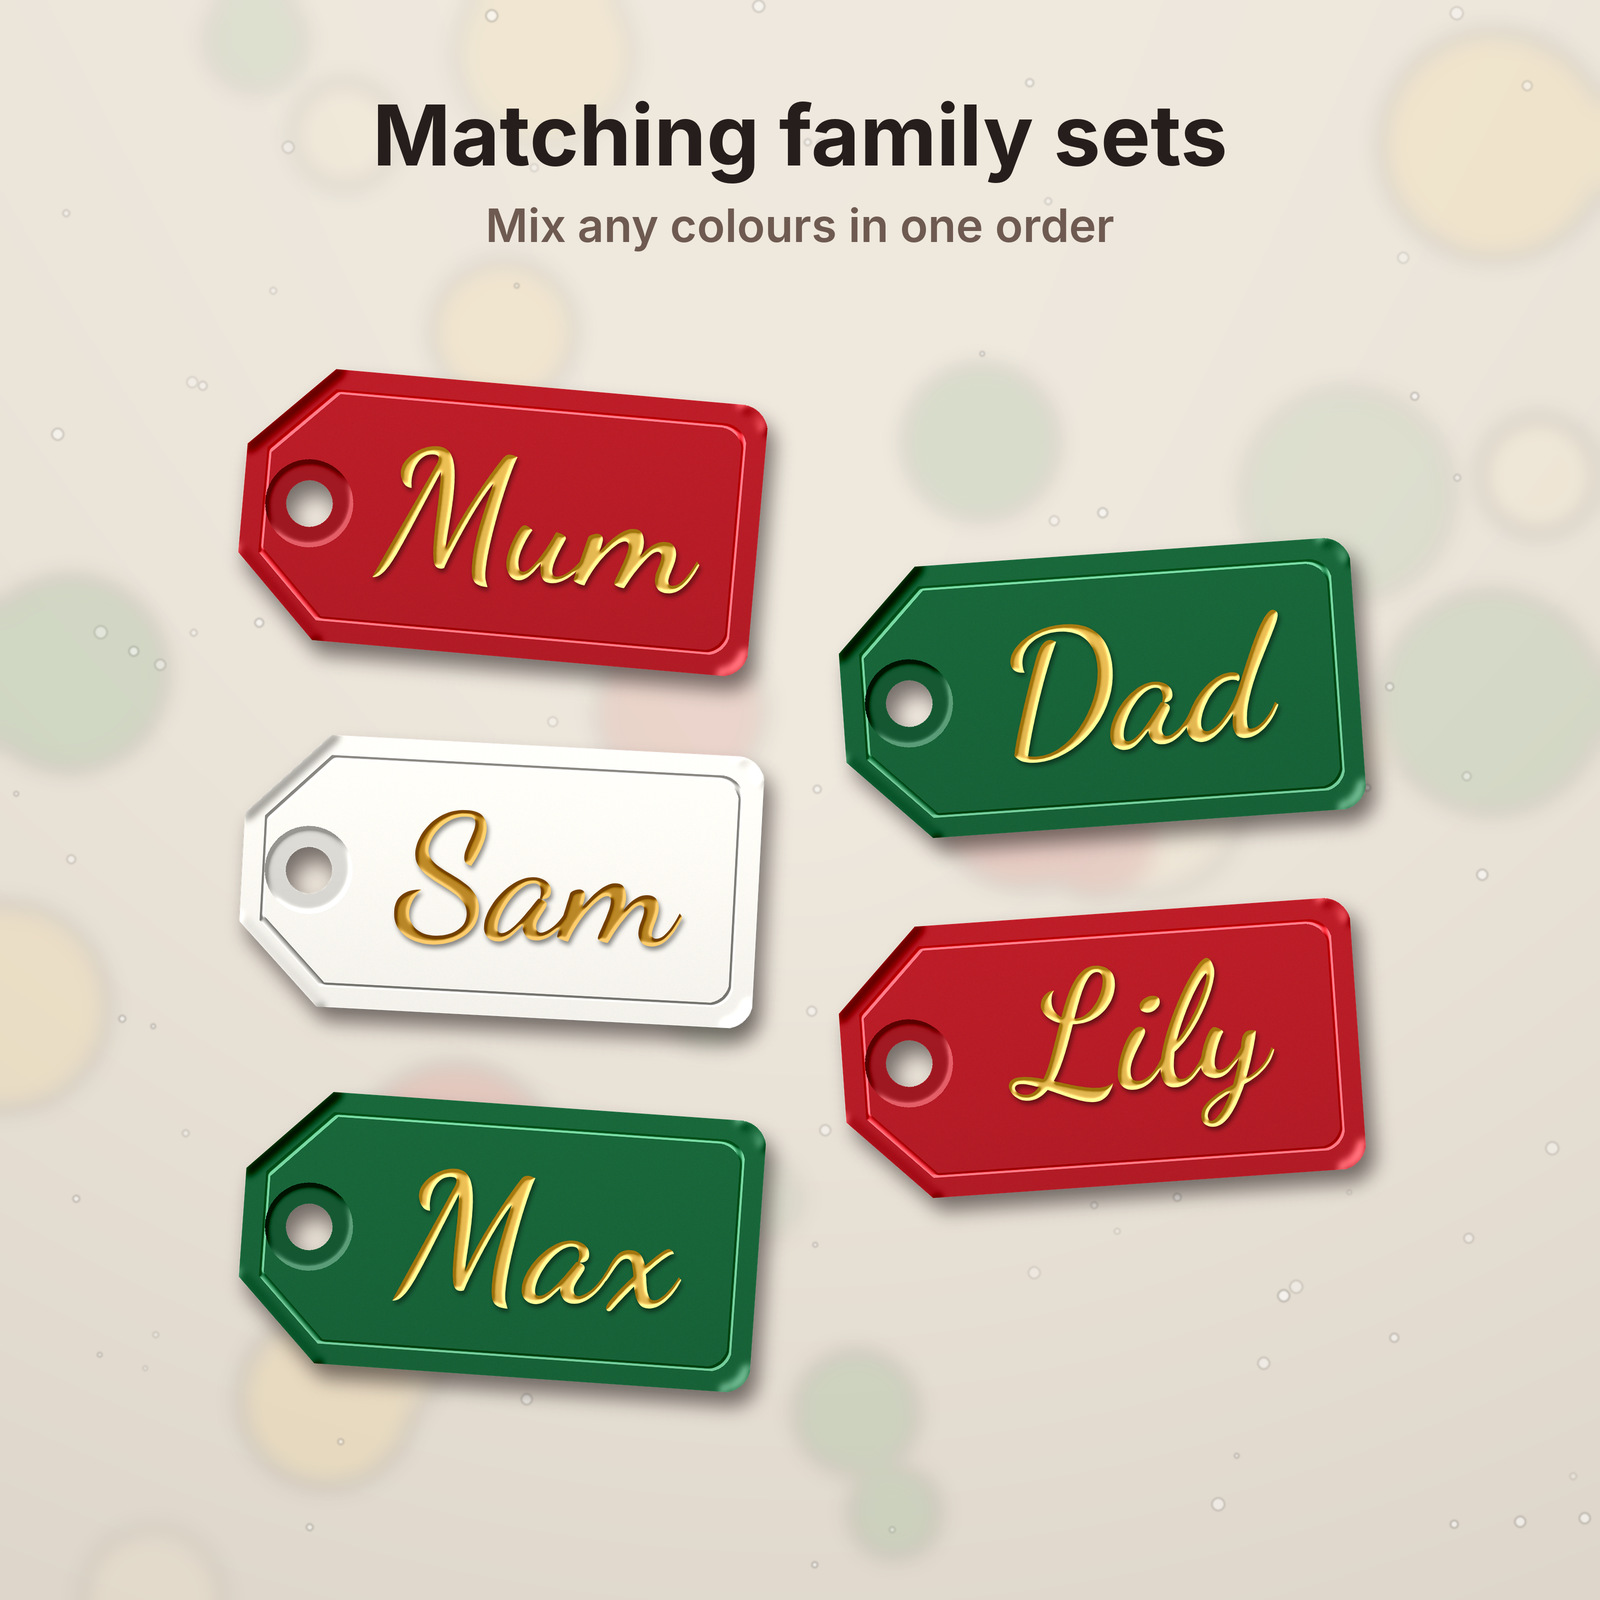 Matching family sets
Mix any colours in one order
Mum
Dad
Sam
Lily
Max